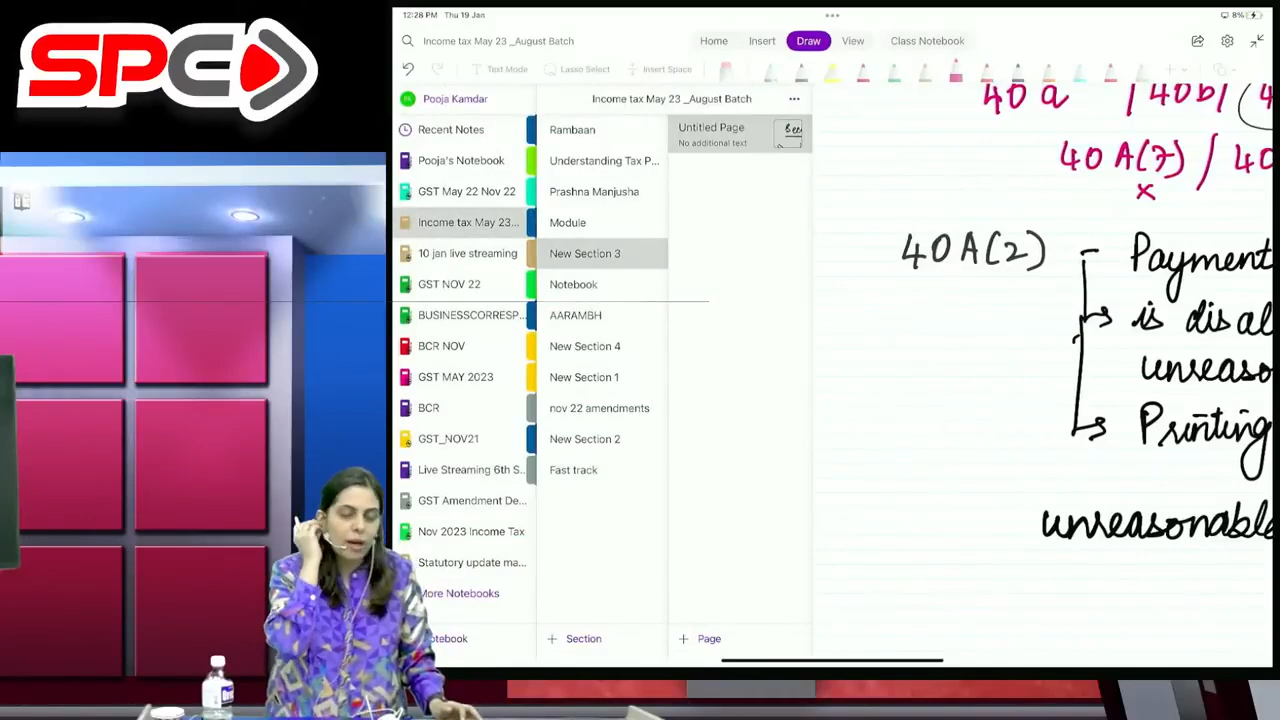 SPC
12:28 PM Thu 19 Jan
8%
Income tax May 23 _August Batch
Home Insert Draw View Class Notebook
Text Mode Lasso Select Insert Space
Pooja Kamdar
Recent Notes
Pooja's Notebook
GST May 22 Nov 22
Income tax May 23...
10 jan live streaming
GST NOV 22
BUSINESSCORRESP...
BCR NOV
GST MAY 2023
BCR
GST_NOV21
Live Streaming 6th S...
GST Amendment De...
Nov 2023 Income Tax
Statutory update ma...
More Notebooks
otebook
Income tax May 23 _August Batch
Rambaan
Understanding Tax P...
Prashna Manjusha
Module
New Section 3
Notebook
AARAMBH
New Section 4
New Section 1
nov 22 amendments
New Section 2
Fast track
Section
Untitled Page
No additional text
Page
40 a / 40b /
40 A(7) / 40
x
40 A(2) - Payment
is disal
unreaso
Printing
unreasonable